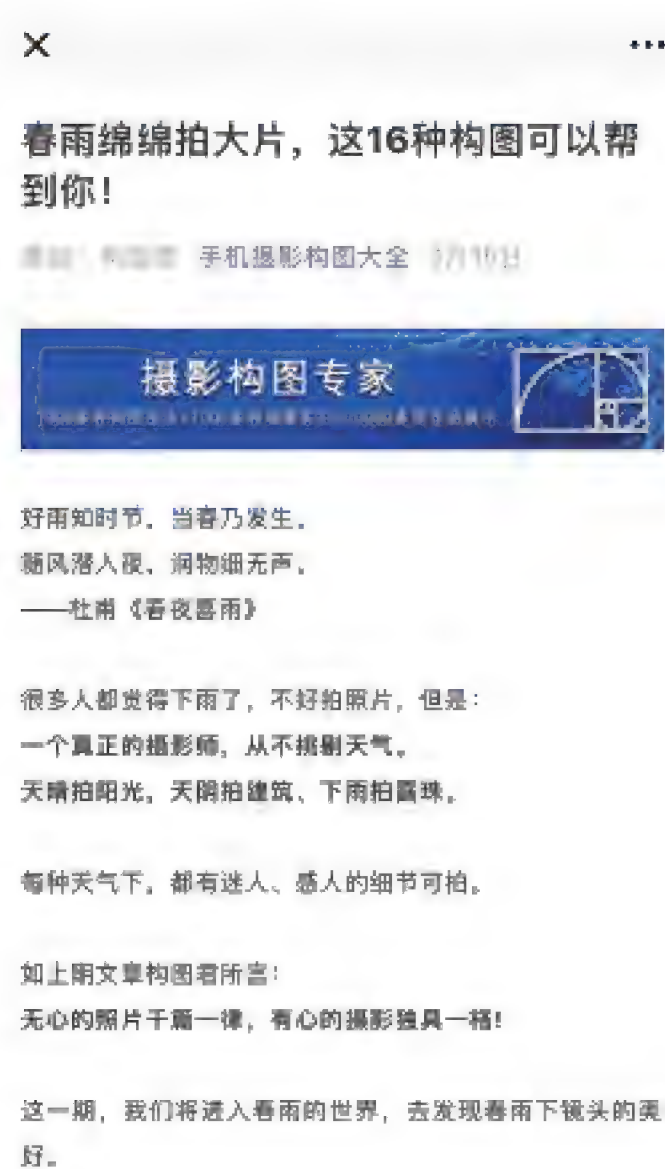 春雨绵绵拍大片，这16种构图可以帮
到你！
手机摄影构图大全
摄影构图专家
好雨知时节，当春乃发生。
随风潜入夜，润物细无声。
——杜甫《春夜喜雨》
很多人都觉得下雨了，不好拍照片，但是：
一个真正的摄影师，从不挑剔天气。
天晴拍阳光，天阴拍建筑、下雨拍露珠。
每种天气下，都有迷人、感人的细节可拍。
如上期文章构图君所言：
无心的照片千篇一律，有心的摄影独具一格！
这一期，我们将进入春雨的世界，去发现春雨下镜头的美
好。